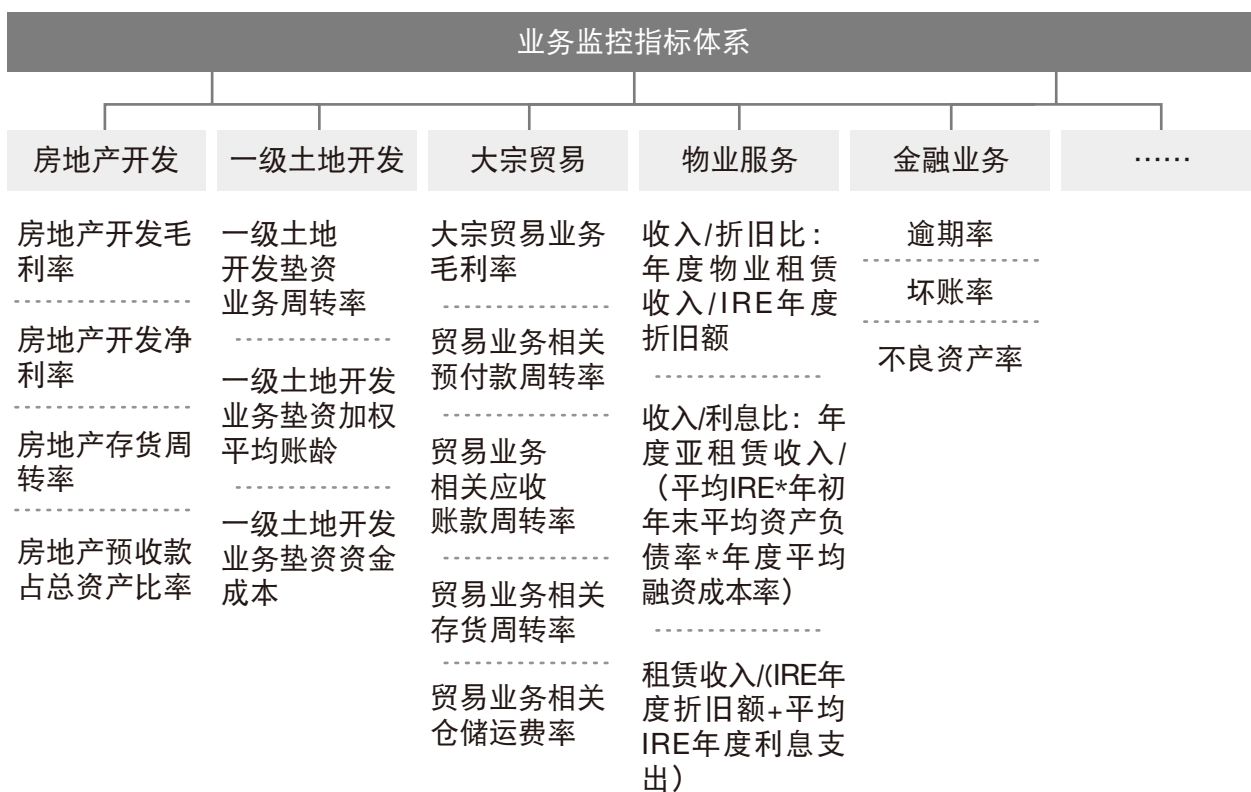 业务监控指标体系
房地产开发
一级土地开发
大宗贸易
物业服务
金融业务
……
房地产开发毛
利率
房地产开发净
利率
房地产存货周
转率
房地产预收款
占总资产比率
一级土地
开发垫资
业务周转率
一级土地开发
业务垫资加权
平均账龄
一级土地开发
业务垫资资金
成本
大宗贸易业务
毛利率
贸易业务相关
预付款周转率
贸易业务
相关应收
账款周转率
贸易业务相关
存货周转率
贸易业务相关
仓储运费率
收入/折旧比：
年度物业租赁
收入/IRE年度
折旧额
收入/利息比：年
度亚租赁收入/
（平均IRE*年初
年末平均资产负
债率*年度平均
融资成本率）
租赁收入/(IRE年
度折旧额+平均
IRE年度利息支
出）
逾期率
坏账率
不良资产率